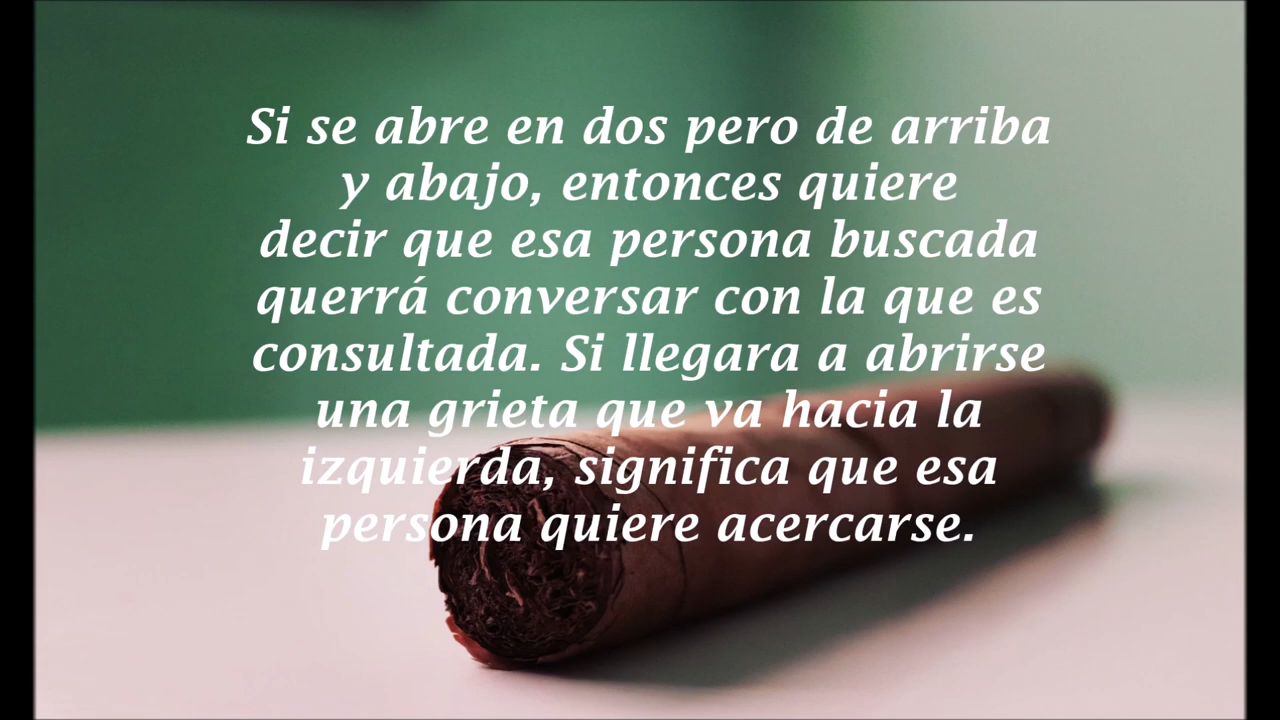 Si se abre en dos pero de arriba
y abajo, entonces quiere
decir que esa persona buscada
querrá conversar con la que es
consultada. Si llegara a abrirse
una grieta que va hacia la
izquierda, significa que esa
persona quiere acercarse.